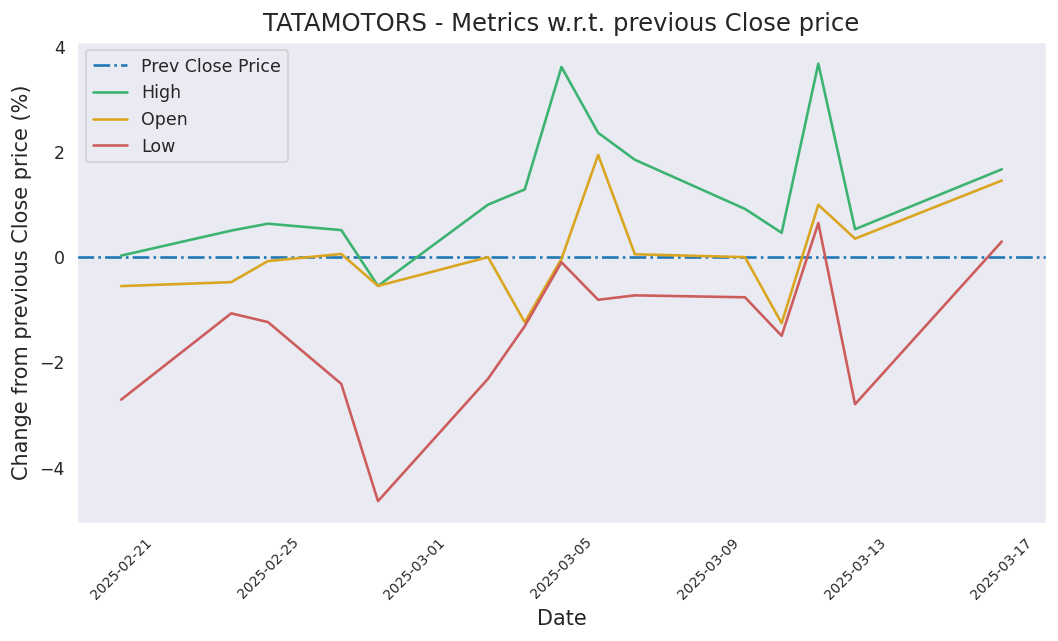 TATAMOTORS - Metrics w.r.t. previous Close price
Change from previous Close price (%)
4
2
0
−2
−4
Prev Close Price
High
Open
Low
2025-02-21
2025-02-25
2025-03-01
2025-03-05
2025-03-09
2025-03-13
2025-03-17
Date